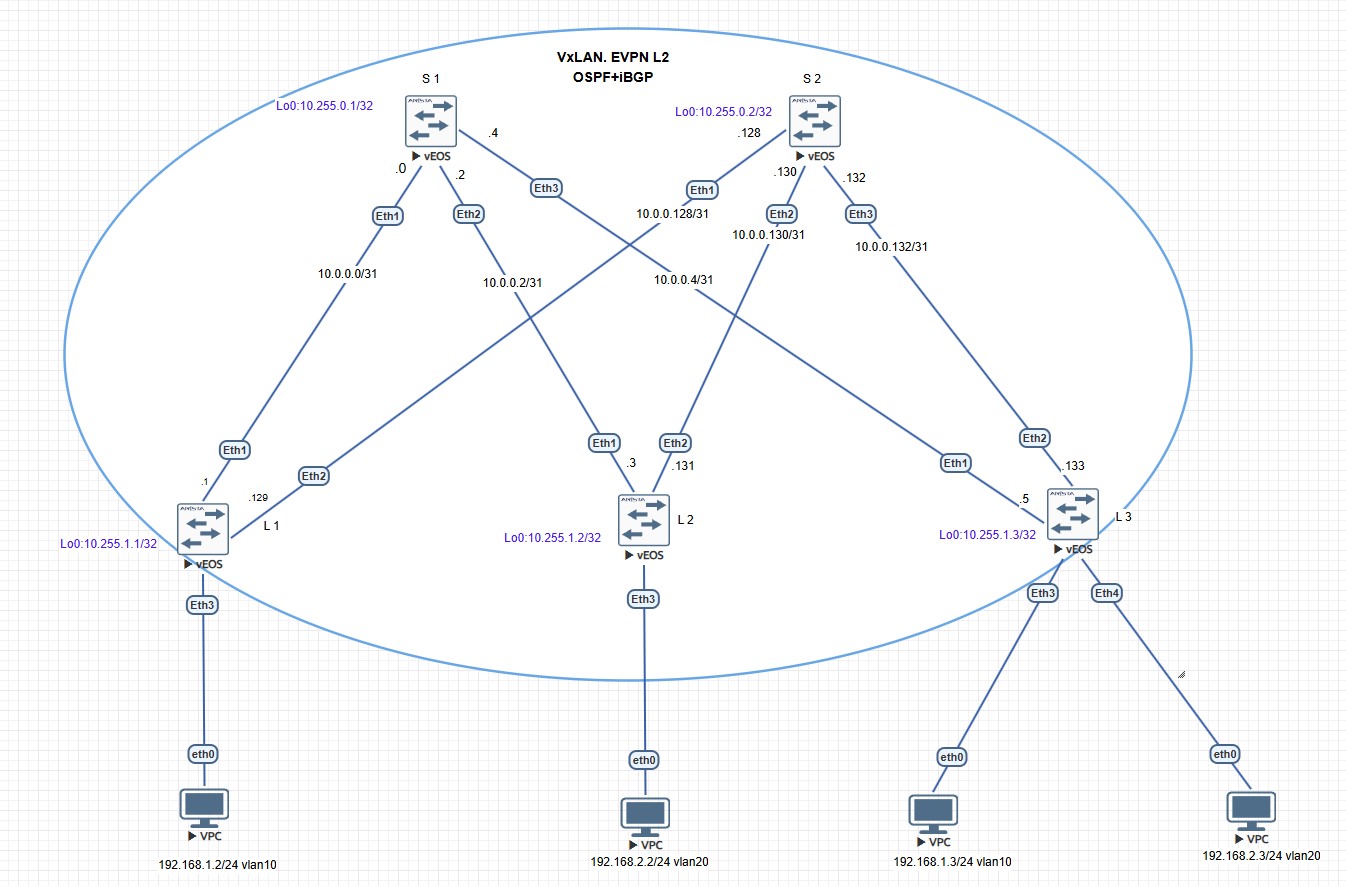 VxLAN. EVPN L2
OSPF+iBGP
S 1
S 2
Lo0:10.255.0.1/32
ARISTA
Lo0:10.255.0.2/32
ARISTA
.4
.128
vEOS
vEOS
.0
.2
.130
.132
Eth3
Eth1
Eth1
Eth2
Eth2
Eth3
10.0.0.128/31
10.0.0.130/31
10.0.0.132/31
10.0.0.0/31
10.0.0.2/31
10.0.0.4/31
Eth1
Eth1
Eth2
Eth2
.3
.131
Eth1
.133
Eth2
.1
.129
ARISTA
ARISTA
ARISTA
.5
L 1
L 2
L 3
Lo0:10.255.1.1/32
Lo0:10.255.1.2/32
Lo0:10.255.1.3/32
vEOS
vEOS
vEOS
Eth3
Eth3
Eth3
Eth4
eth0
eth0
eth0
eth0
VPC
VPC
VPC
VPC
192.168.1.2/24 vlan10
192.168.2.2/24 vlan20
192.168.1.3/24 vlan10
192.168.2.3/24 vlan20